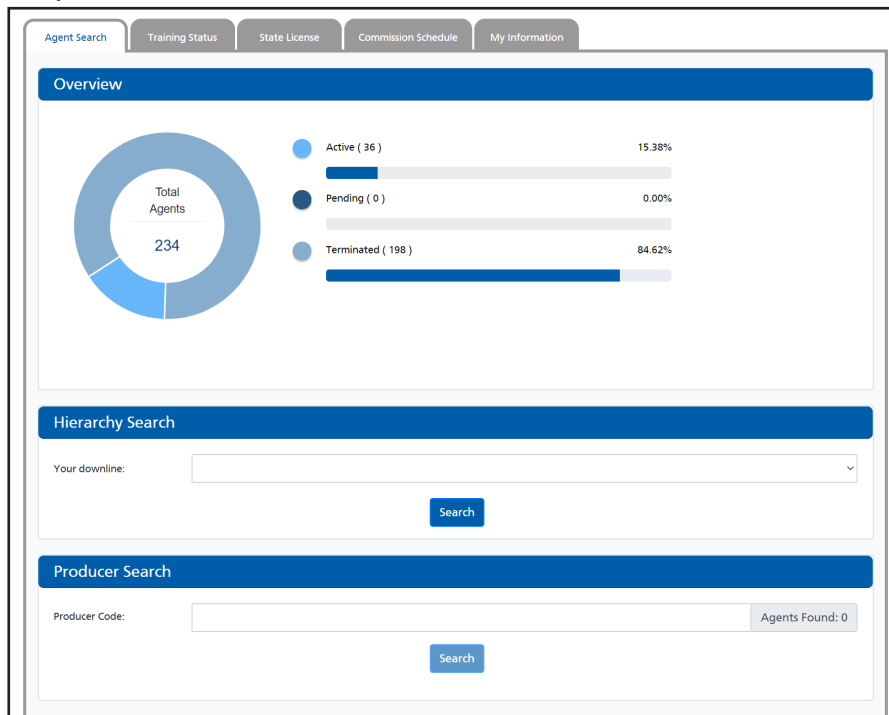 Agent Search Training Status State License Commission Schedule My Information
Overview
Total
Agents
234
Active ( 36 ) 15.38%
Pending ( 0 ) 0.00%
Terminated ( 198 ) 84.62%
Hierarchy Search
Your downline:
Search
Producer Search
Producer Code: Agents Found: 0
Search